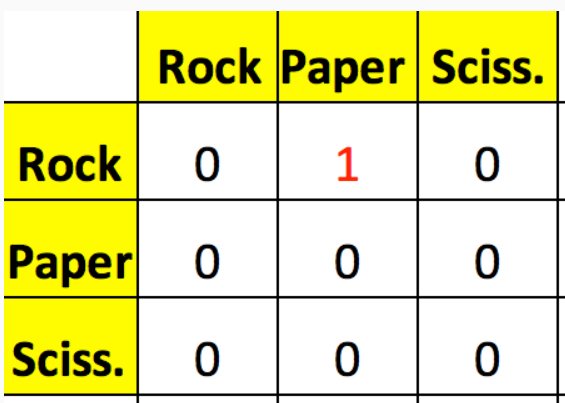 Rock Paper Sciss.
Rock 0 1 0
Paper 0 0 0
Sciss. 0 0 0